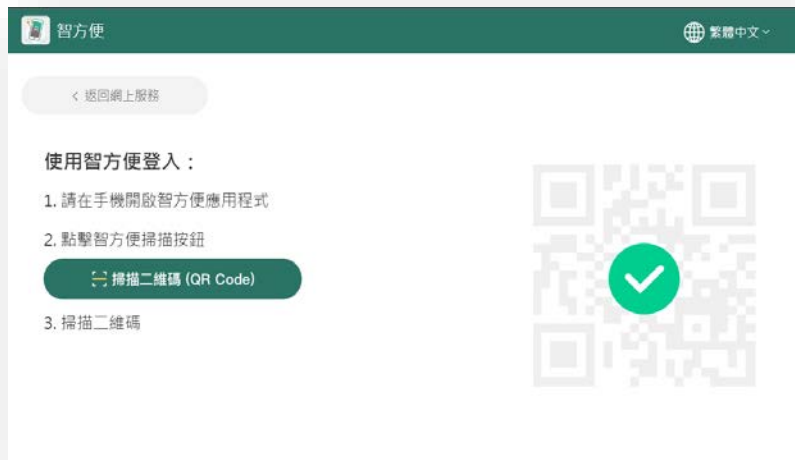 智方便
繁體中文
返回網上服務
使用智方便登入：
1. 請在手機開啟智方便應用程式
2. 點擊智方便掃描按鈕
掃描二維碼 (QR Code)
3. 掃描二維碼